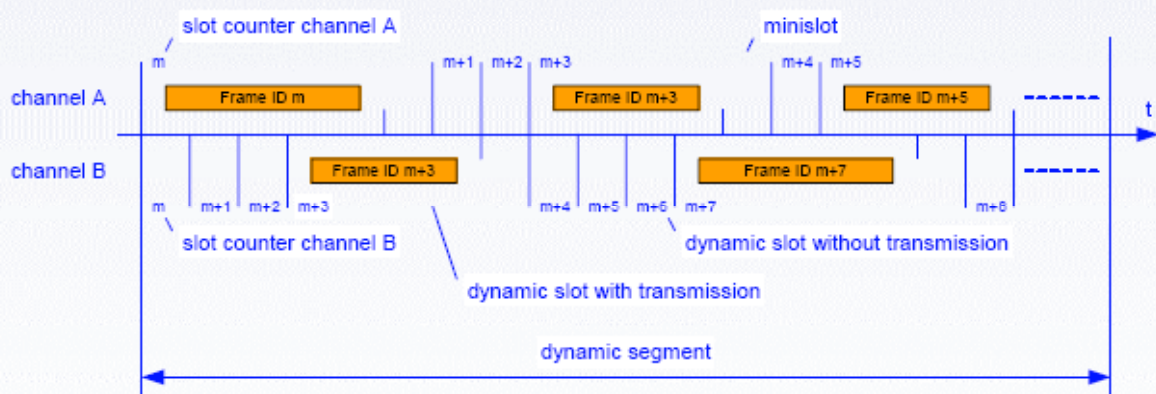 slot counter channel A
minislot
m
m+1
m+2
m+3
m+4
m+5
channel A
Frame ID m
Frame ID m+3
Frame ID m+5
t
channel B
Frame ID m+3
Frame ID m+7
m
m+1
m+2
m+3
m+4
m+5
m+6
m+7
m+8
slot counter channel B
dynamic slot without transmission
dynamic slot with transmission
dynamic segment